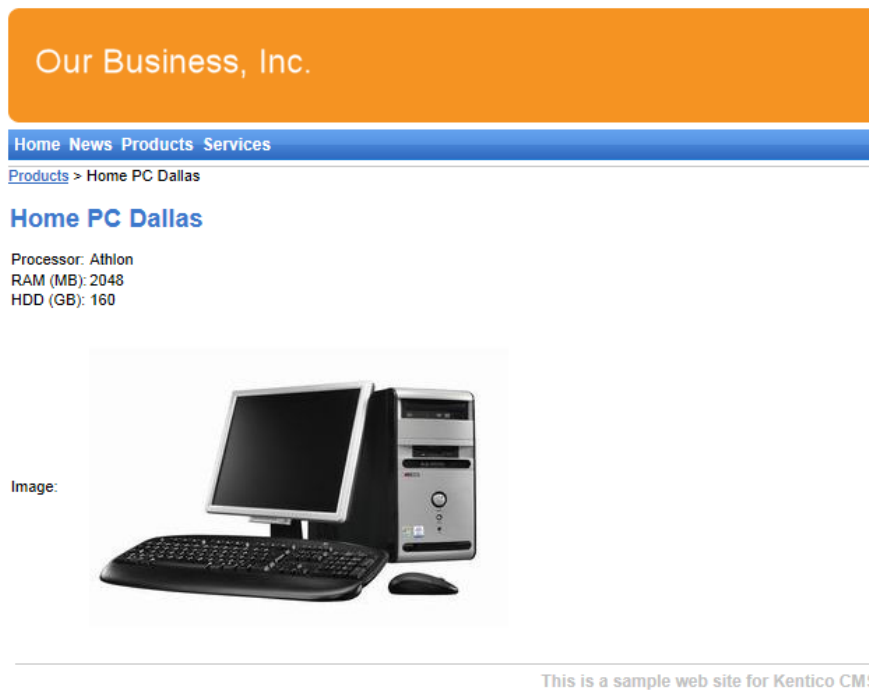 Our Business, Inc.
Home News Products Services
Products > Home PC Dallas
Home PC Dallas
Processor: Athlon
RAM (MB): 2048
HDD (GB): 160
Image:
This is a sample web site for Kentico CMS